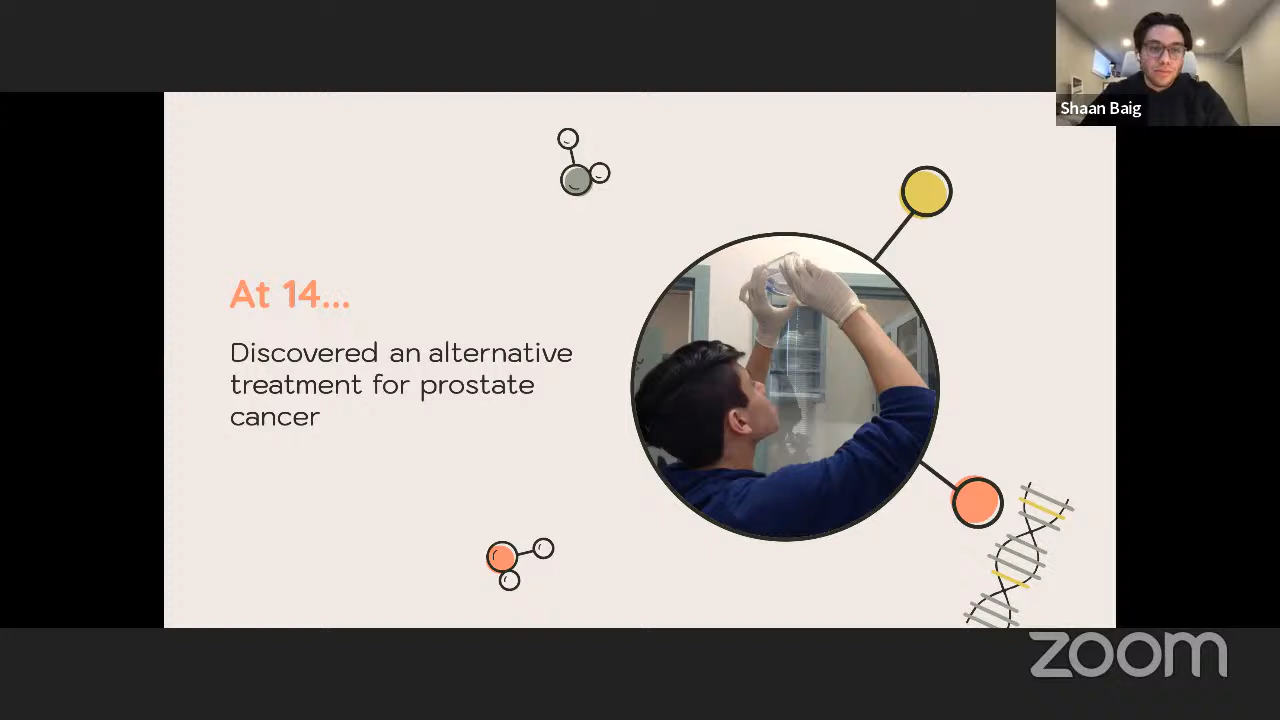 Shaan Baig
At 14...
Discovered an alternative
treatment for prostate
cancer
zoom